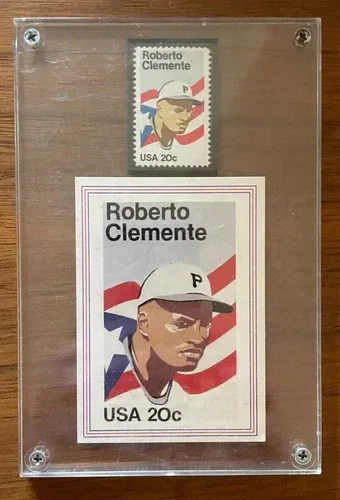 Roberto
Clemente
P
USA 20c
Roberto
Clemente
P
USA 20c